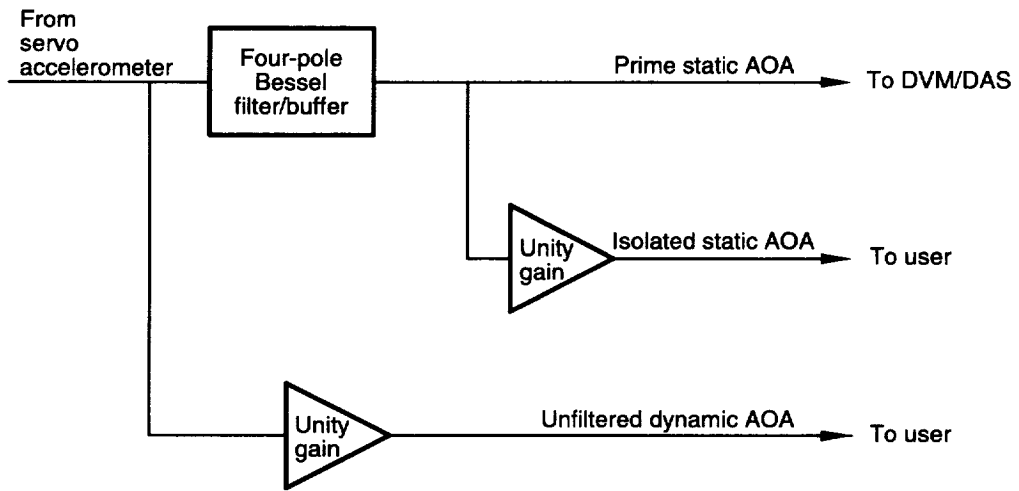 From
servo
accelerometer
Four-pole
Bessel
filter/buffer
Prime static AOA
To DVM/DAS
Unity
gain
Isolated static AOA
To user
Unity
gain
Unfiltered dynamic AOA
To user